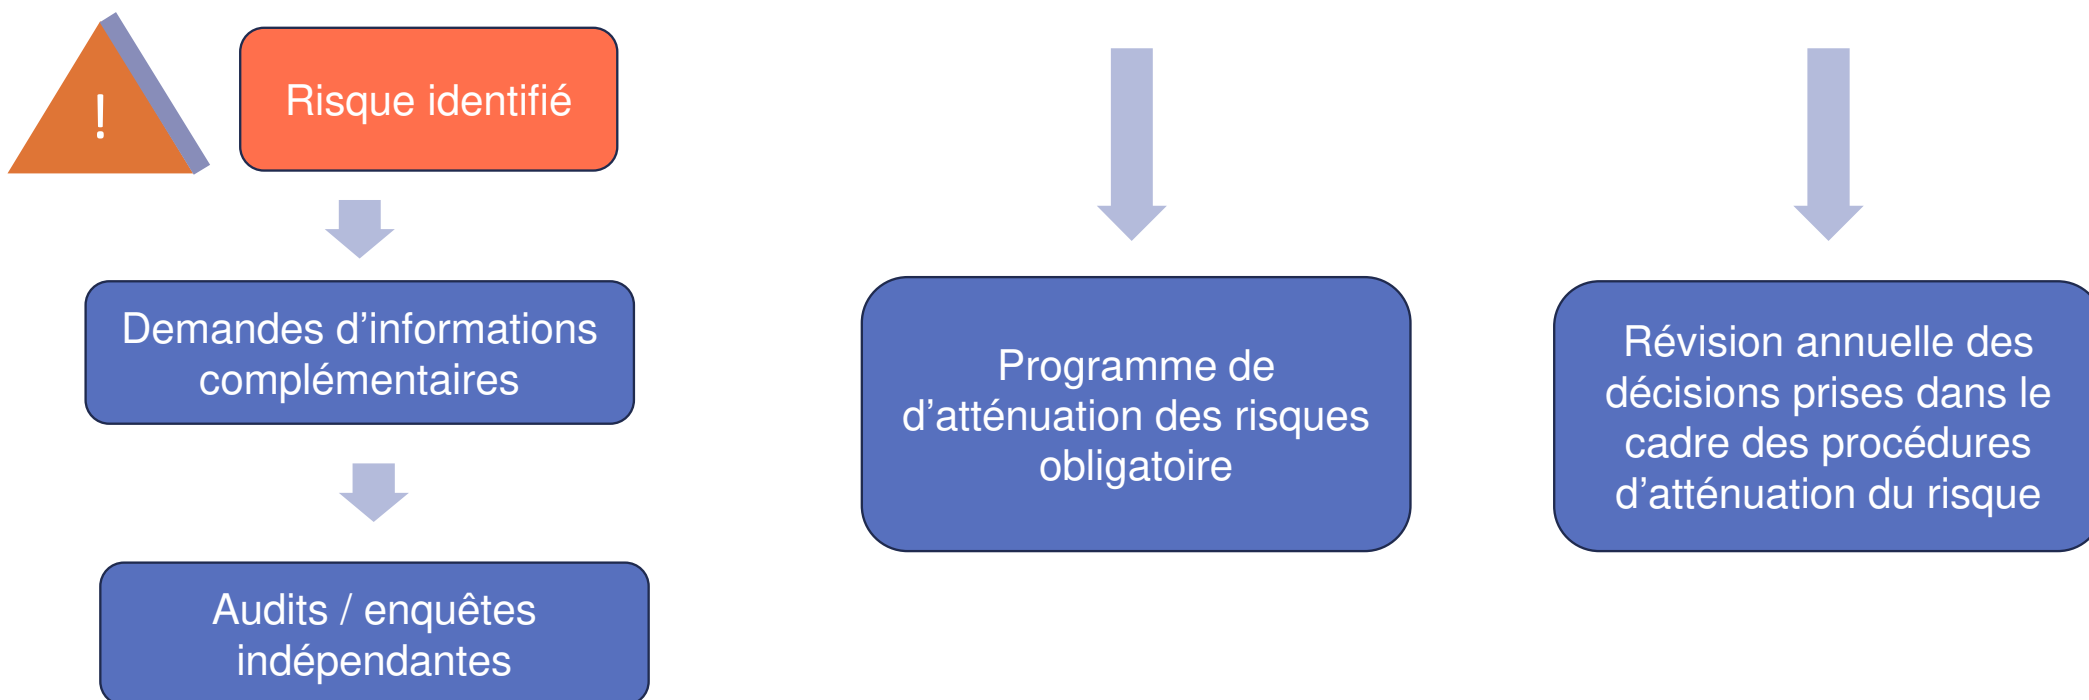 !
Risque identifié
Demandes d’informations
complémentaires
Audits / enquêtes
indépendantes
Programme de
d’atténuation des risques
obligatoire
Révision annuelle des
décisions prises dans le
cadre des procédures
d’atténuation du risque